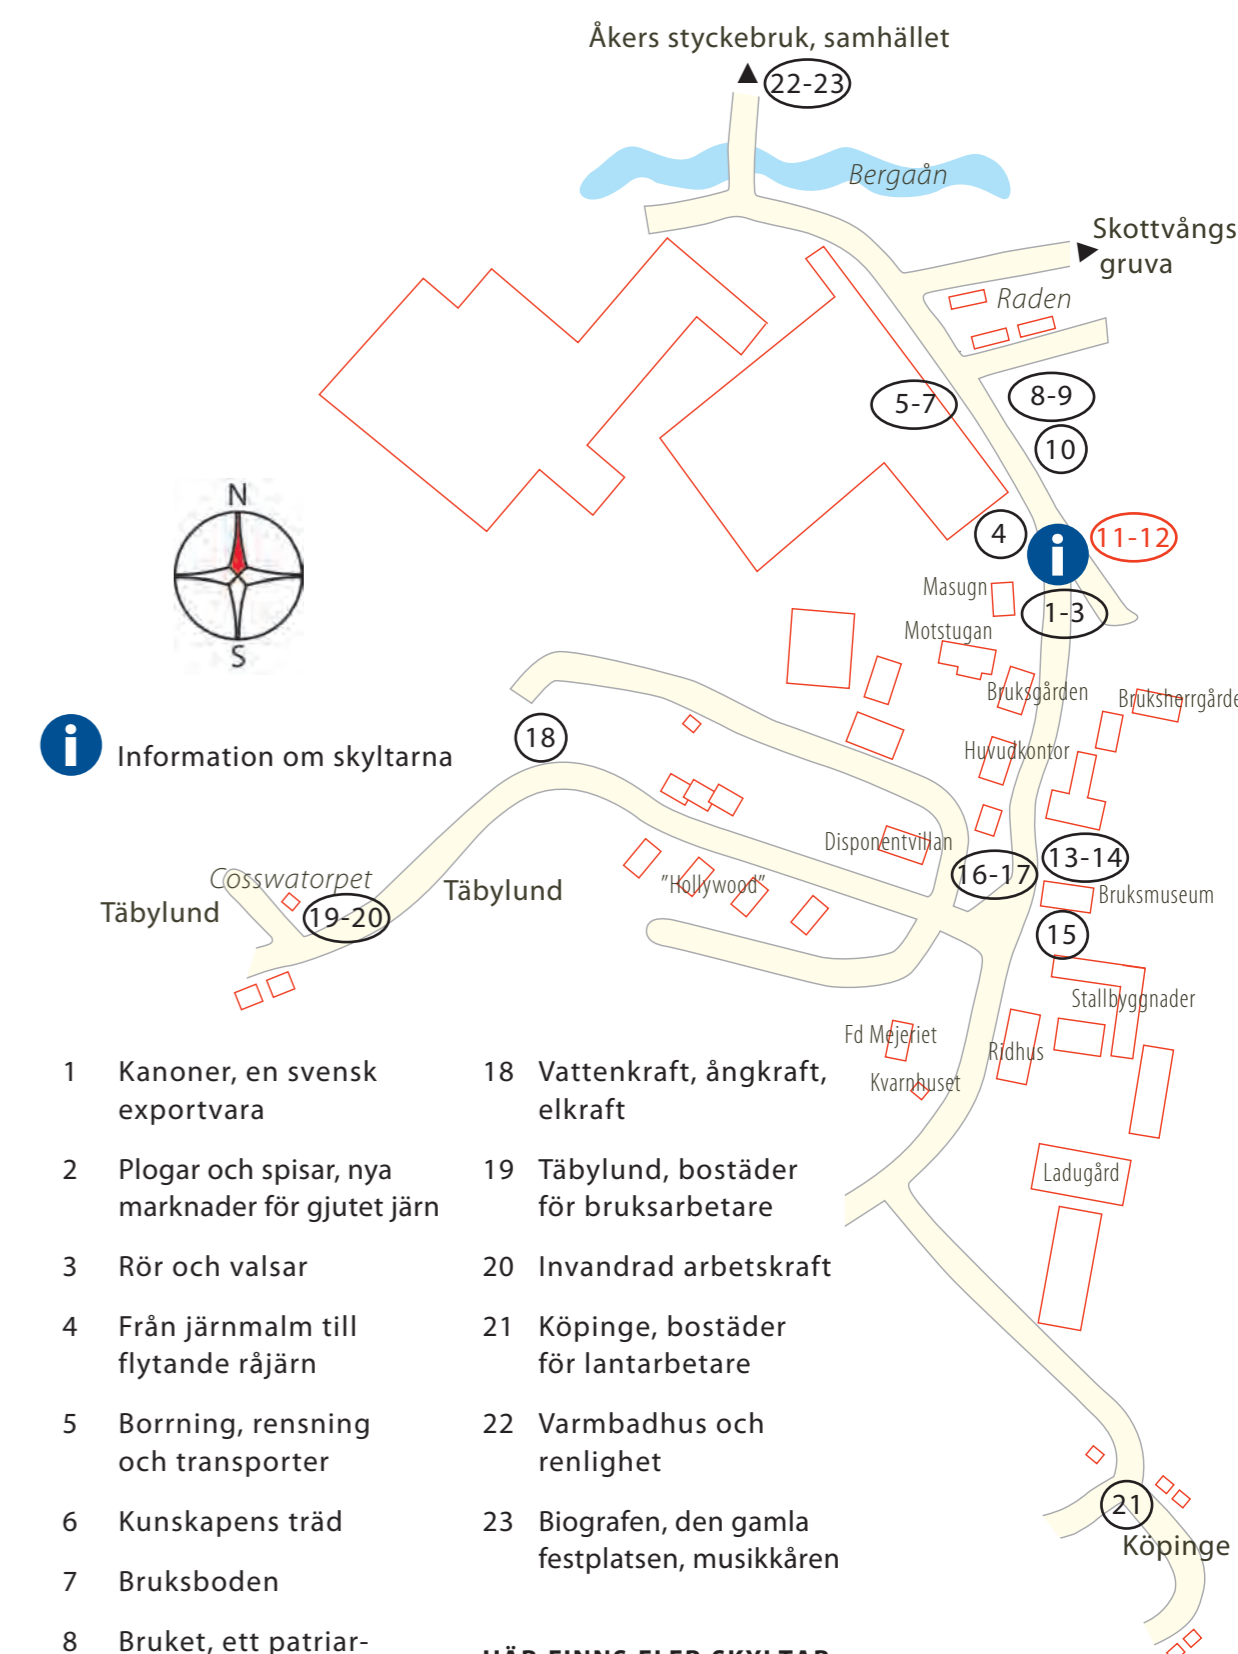 Åkers styckebruk, samhället
22-23
Bergaån
Skottvångs
gruva
Raden
5-7
8-9
10
4
11-12
Masugn
1-3
Motstugan
N
S
Bruksgården
Bruksherrgårde
18
Huvudkontor
Information om skyltarna
Disponentvillan
13-14
16-17
Cosswatorpet
Täbylund
"Hollywood"
Bruksmuseum
Täbylund
19-20
15
Stallbyggnader
Fd Mejeriet
Ridhus
Kvarnhuset
Ladugård
21
Köpinge
1 Kanoner, en svensk
exportvara
2 Plogar och spisar, nya
marknader för gjutet järn
3 Rör och valsar
4 Från järnmalm till
flytande råjärn
5 Borrning, rensning
och transporter
6 Kunskapens träd
7 Bruksboden
8 Bruket, ett patriar-
18 Vattenkraft, ångkraft,
elkraft
19 Täbylund, bostäder
för bruksarbetare
20 Invandrad arbetskraft
21 Köpinge, bostäder
för lantarbetare
22 Varmbadhus och
renlighet
23 Biografen, den gamla
festplatsen, musikkåren
HÄR FINNS FLER SKYLTAR